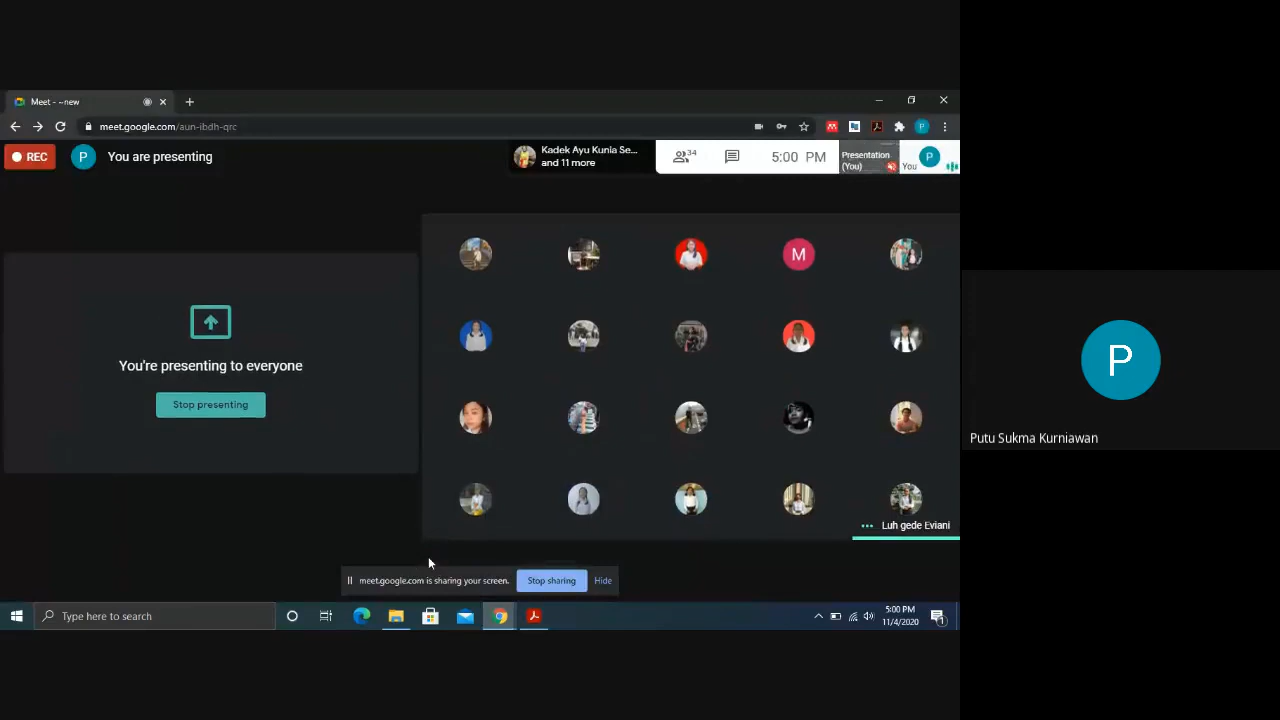 Meet - ~new
meet.google.com/aun-ibdh-qrc
REC
P
You are presenting
Kadek Ayu Kunia Se...
and 11 more
34
5:00 PM
Presentation
(You)
You
P
M
You're presenting to everyone
Stop presenting
Luh gede Eviani
meet.google.com is sharing your screen.
Stop sharing
Hide
Type here to search
5:00 PM
11/4/2020
1
P
Putu Sukma Kurniawan